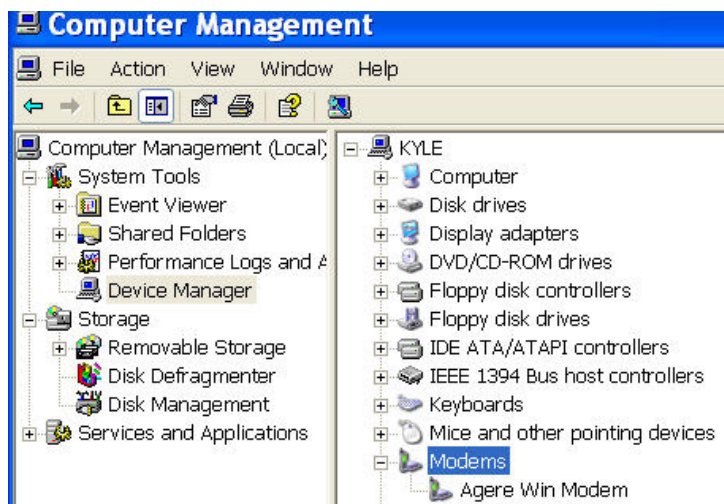 Computer Management
File Action View Window Help
Computer Management (Local)
System Tools
Event Viewer
Shared Folders
Performance Logs and A
Device Manager
Storage
Removable Storage
Disk Defragmenter
Disk Management
Services and Applications
KYLE
Computer
Disk drives
Display adapters
DVD/CD-ROM drives
Floppy disk controllers
Floppy disk drives
IDE ATA/ATAPI controllers
IEEE 1394 Bus host controllers
Keyboards
Mice and other pointing devices
Modems
Agere Win Modem